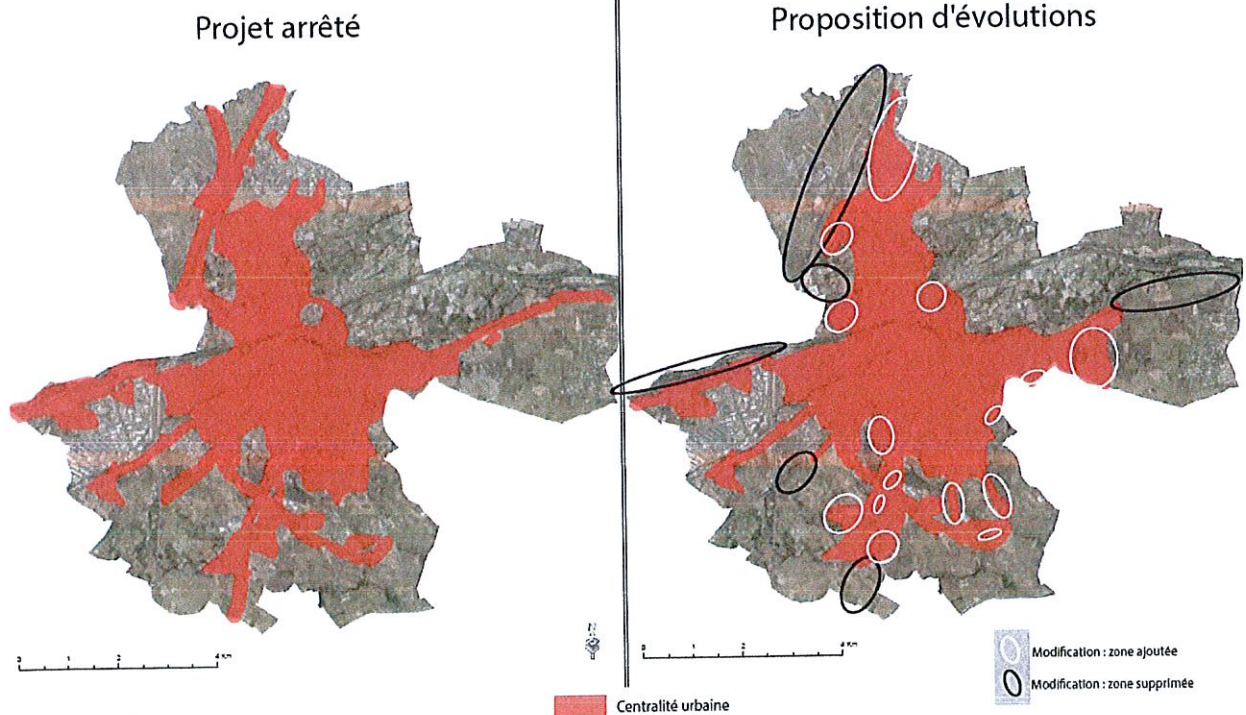 Projet arrêté
Proposition d'évolutions
0 1 2 4 Km
0 1 2 4 Km
N
Modification : zone ajoutée
Modification : zone supprimée
Centralité urbaine